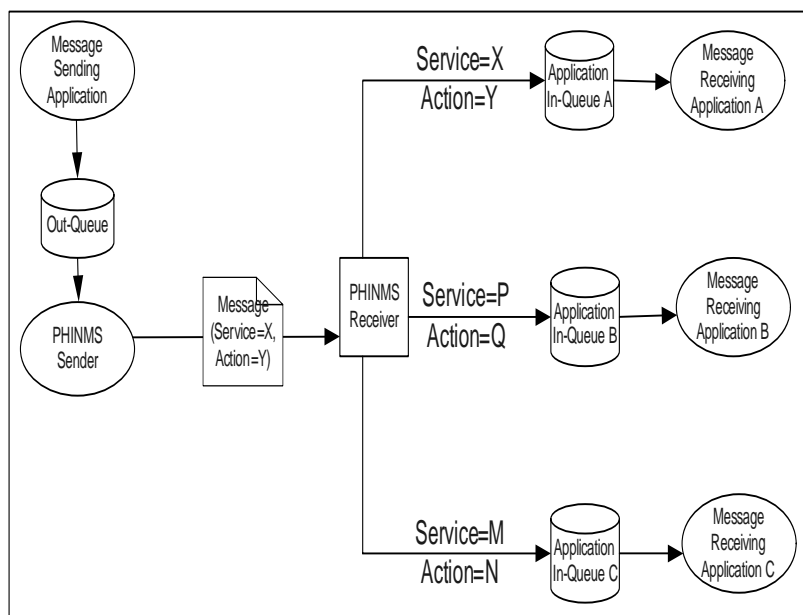 Message
Sending
Application
Out-Queue
PHINMS
Sender
Message
(Service=X,
Action=Y)
PHINMS
Receiver
Service=X
Action=Y
Application
In-Queue A
Message
Receiving
Application A
Service=P
Action=Q
Application
In-Queue B
Message
Receiving
Application B
Service=M
Action=N
Application
In-Queue C
Message
Receiving
Application C